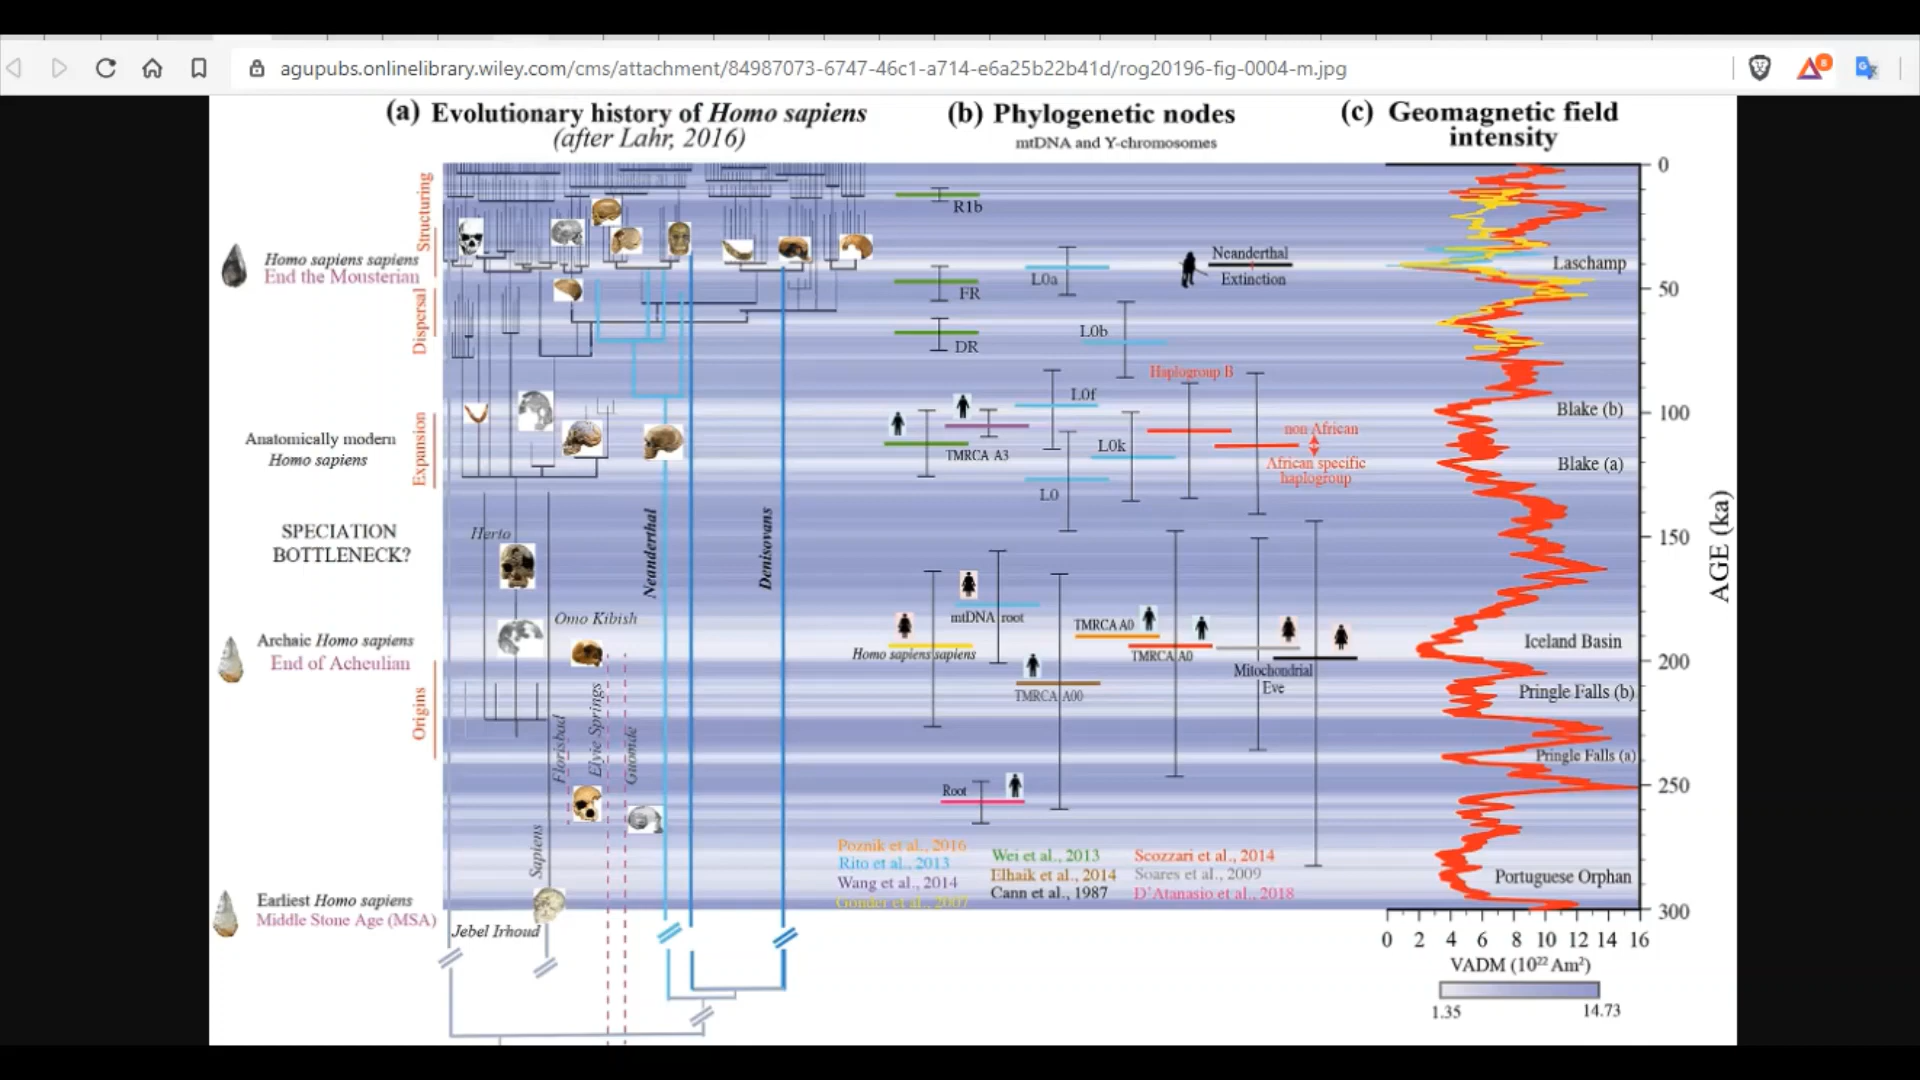 agupubs.onlinelibrary.wiley.com/cms/attachment/84987073-6747-46c1-a714-e6a25b22b41d/rog20196-fig-0004-m.jpg
8
(a) Evolutionary history of Homo sapiens
(after Lahr, 2016)
(b) Phylogenetic nodes
mtDNA and Y-chromosomes
(c) Geomagnetic field
intensity
Structuring
Dispersal
Expansion
Origins
Homo sapiens sapiens
End the Mousterian
Anatomically modern
Homo sapiens
SPECIATION
BOTTLENECK?
Archaic Homo sapiens
End of Acheulian
Earliest Homo sapiens
Middle Stone Age (MSA)
Herto
Omo Kibish
Neanderthal
Denisovans
Florisbad
Elyie Springs
Guomde
Sapiens
Jebel Irhoud
R1b
FR
DR
L0a
L0b
Neanderthal
Extinction
Haplogroup B
L0f
L0k
L0
TMRCA A3
non African
African specific
haplogroup
mtDNA root
Homo sapiens sapiens
TMRCA A0
TMRCA A0
TMRCA A00
Mitochondrial
Eve
Root
Poznik et al., 2016
Rito et al., 2013
Wang et al., 2014
Gonder et al., 2007
Wei et al., 2013
Elhaik et al., 2014
Cann et al., 1987
Scozzari et al., 2014
Soares et al., 2009
D'Atanasio et al., 2018
Laschamp
Blake (b)
Blake (a)
Iceland Basin
Pringle Falls (b)
Pringle Falls (a)
Portuguese Orphan
0
50
100
150
200
250
300
AGE (ka)
0 2 4 6 8 10 12 14 16
VADM (10²² Am²)
1.35 14.73